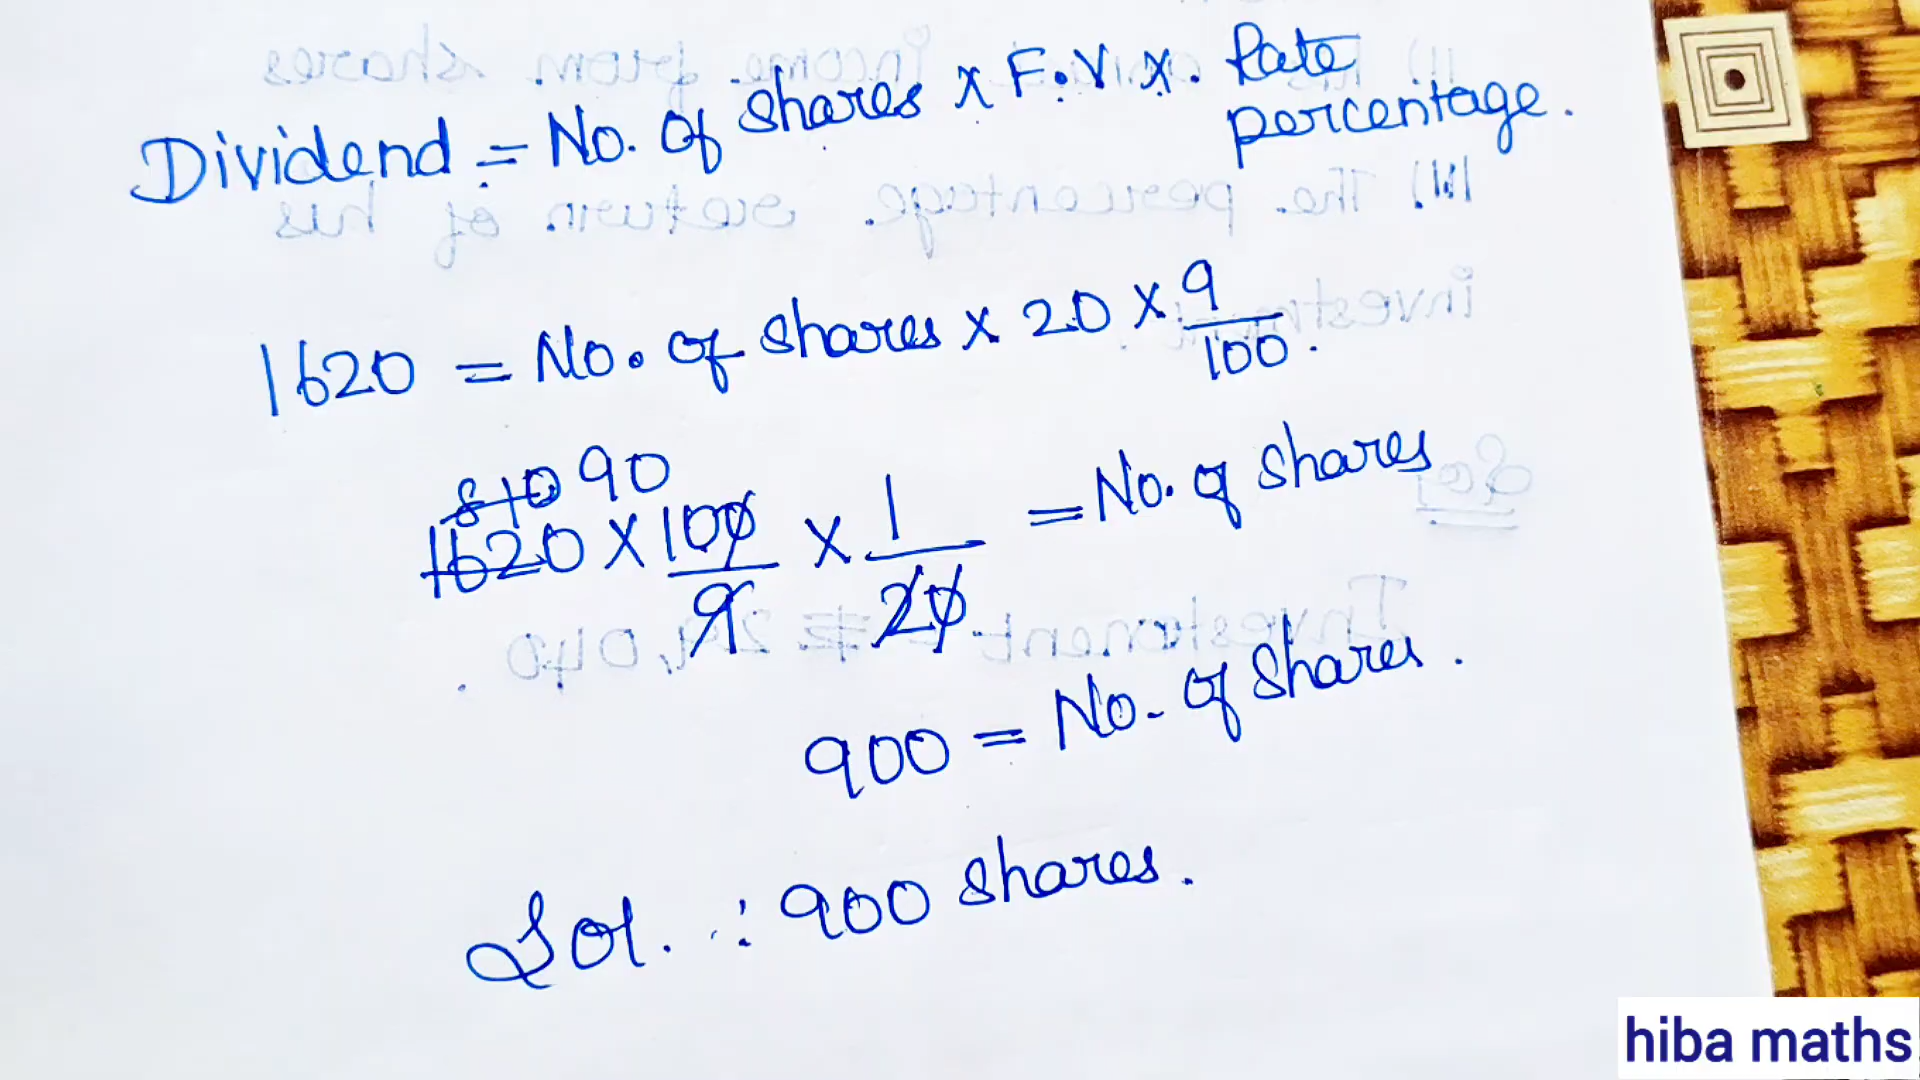 Dividend = No. of shares x F.V x. Rate percentage.
1620 = No. of shares x 20 x 9/100.
810 90
1620 x 100/9 x 1/20 = No. of shares
900 = No. of shares.
Sol. : 900 shares.
hiba maths